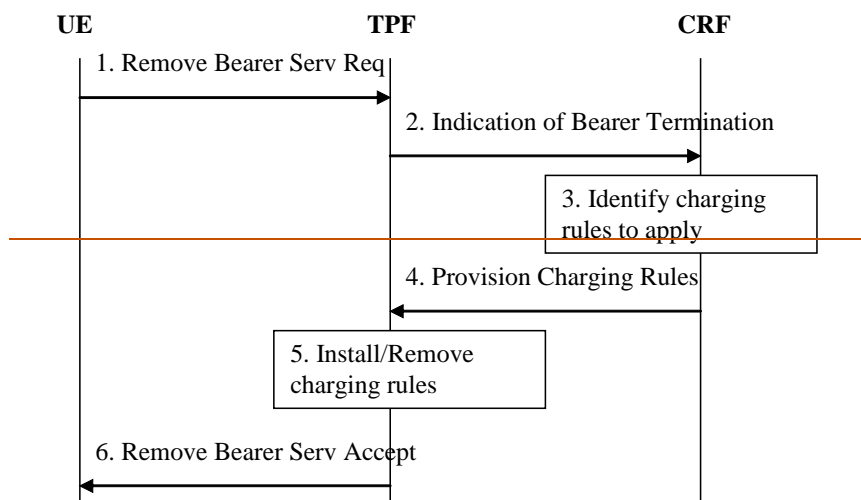 UE TPF CRF
1. Remove Bearer Serv Req
2. Indication of Bearer Termination
3. Identify charging
rules to apply
4. Provision Charging Rules
5. Install/Remove
charging rules
6. Remove Bearer Serv Accept